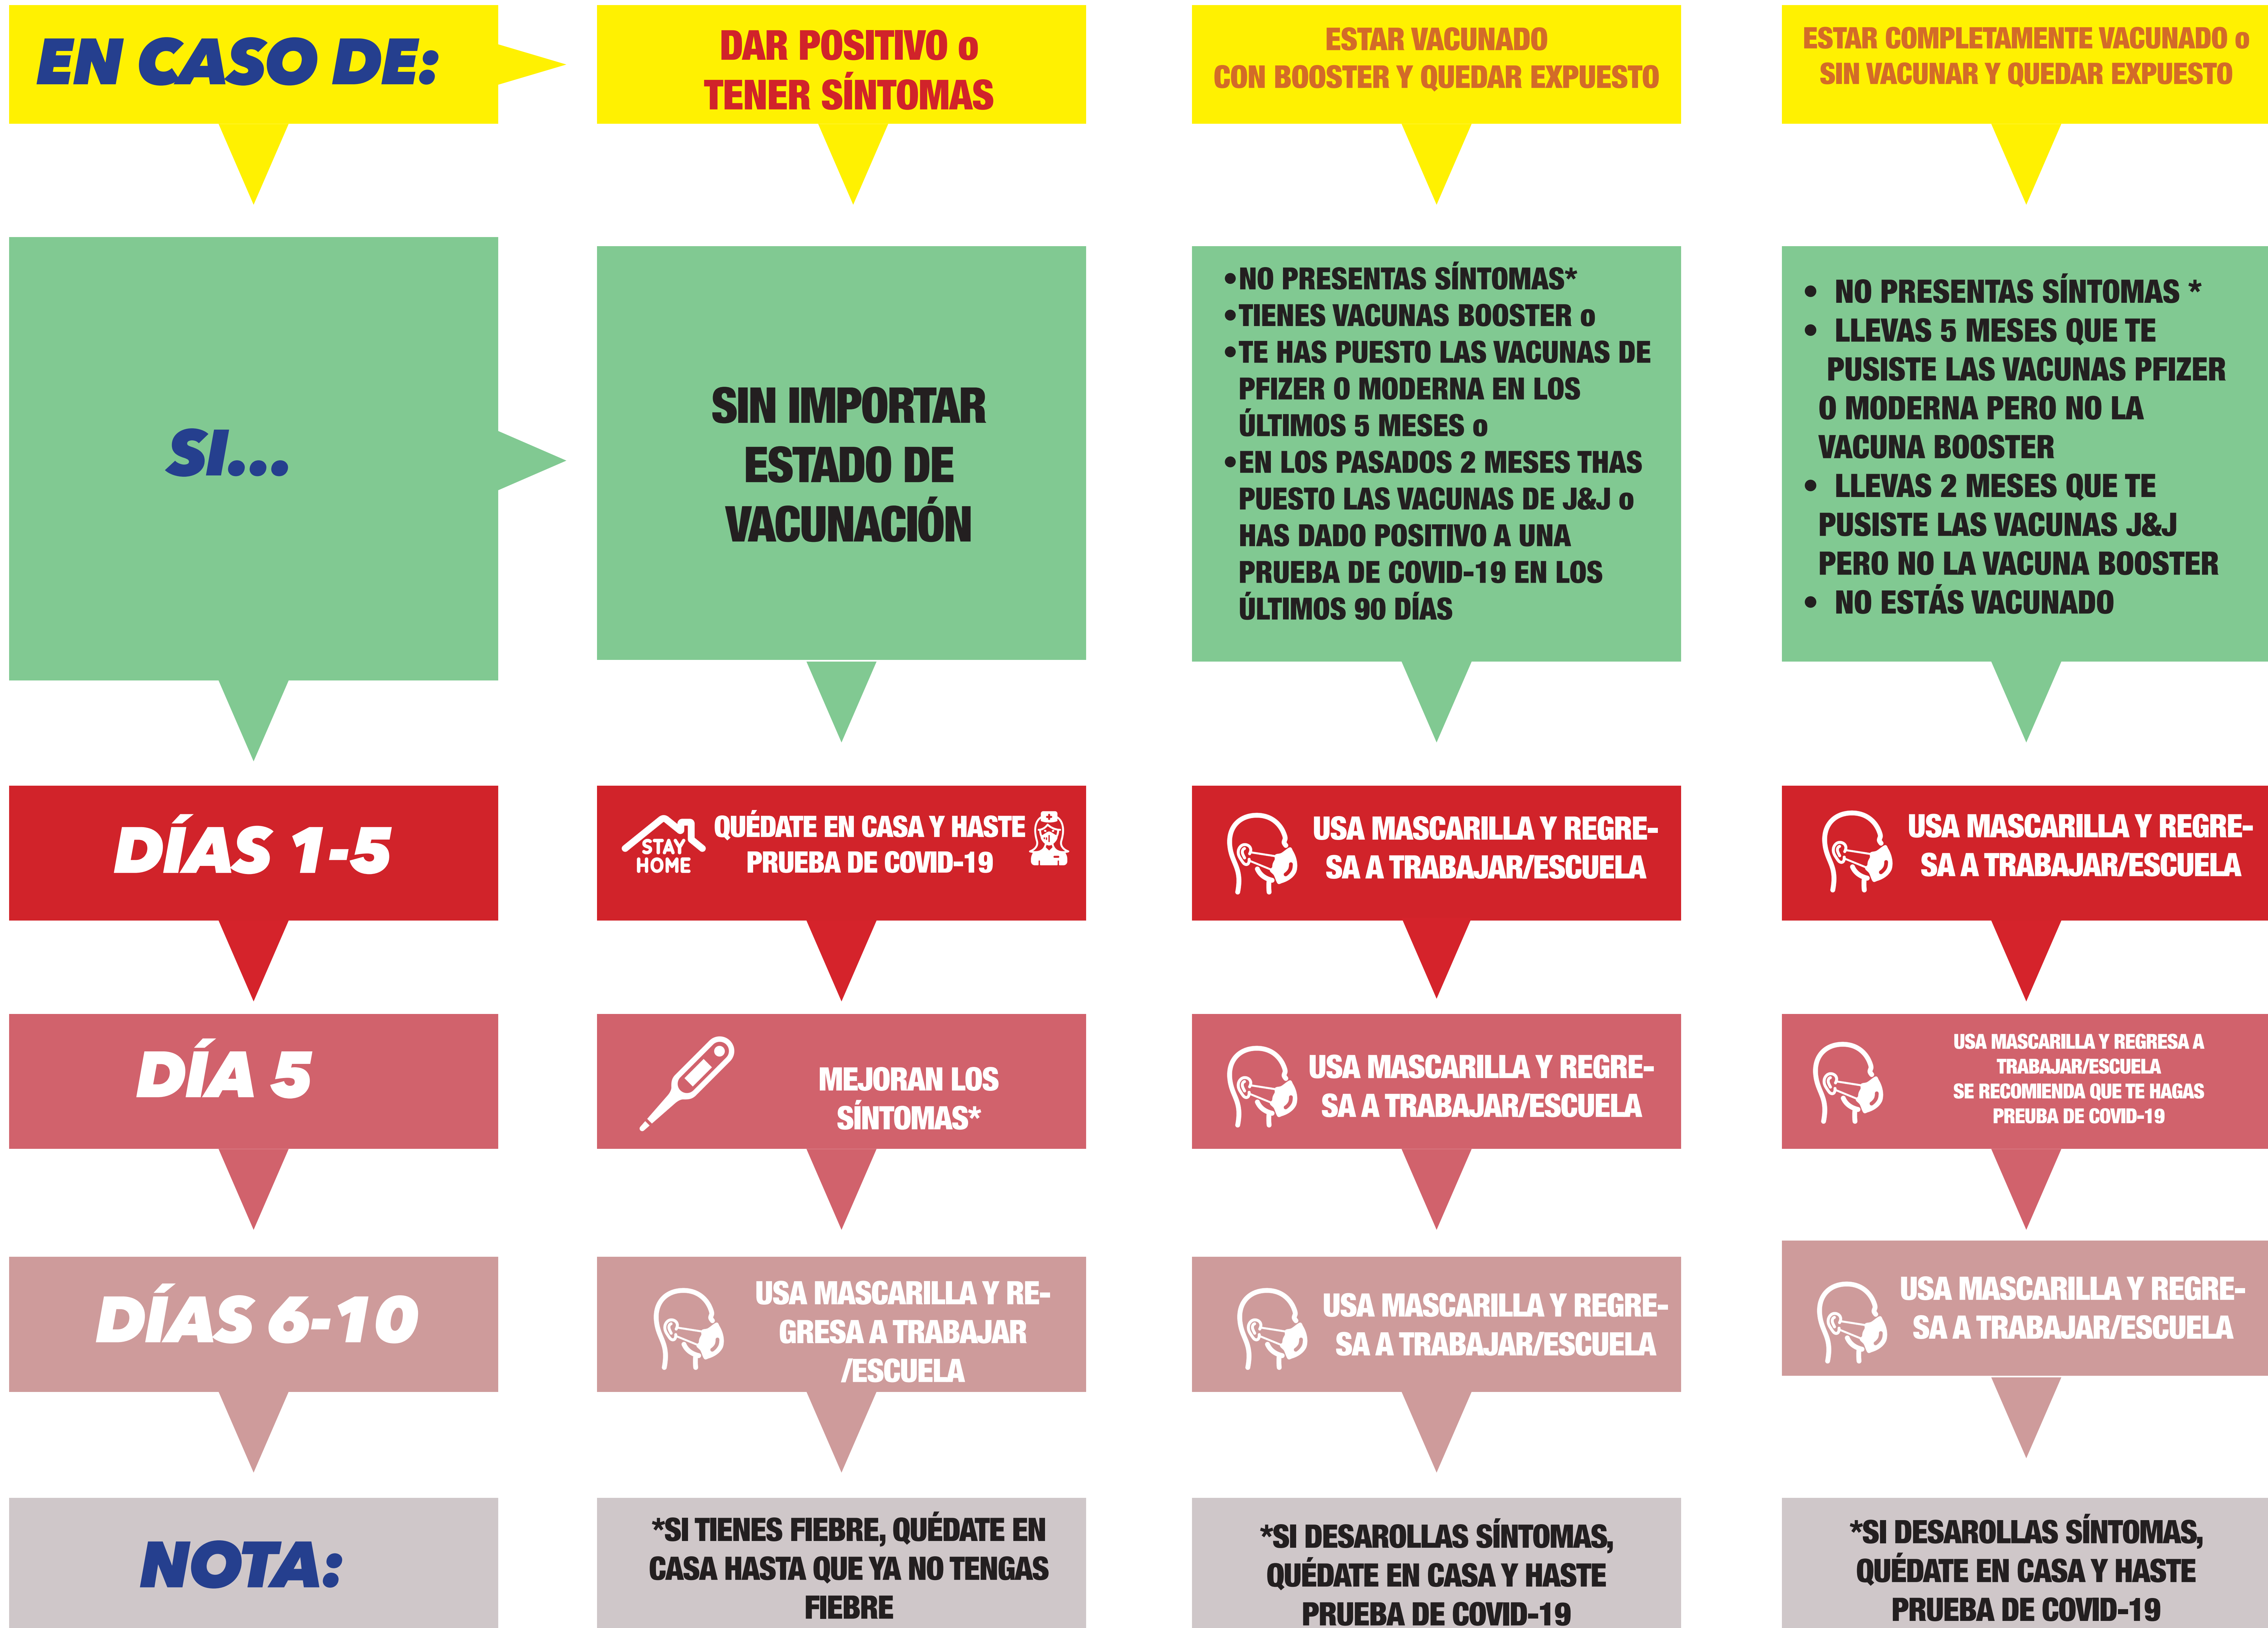 EN CASO DE:
DAR POSITIVO o
TENER SÍNTOMAS
ESTAR VACUNADO
CON BOOSTER Y QUEDAR EXPUESTO
ESTAR COMPLETAMENTE VACUNADO o
SIN VACUNAR Y QUEDAR EXPUESTO
SI...
SIN IMPORTAR
ESTADO DE
VACUNACIÓN
•NO PRESENTAS SÍNTOMAS*
•TIENES VACUNAS BOOSTER o
•TE HAS PUESTO LAS VACUNAS DE
PFIZER O MODERNA EN LOS
ÚLTIMOS 5 MESES o
•EN LOS PASADOS 2 MESES THAS
PUESTO LAS VACUNAS DE J&J o
HAS DADO POSITIVO A UNA
PRUEBA DE COVID-19 EN LOS
ÚLTIMOS 90 DÍAS
• NO PRESENTAS SÍNTOMAS *
• LLEVAS 5 MESES QUE TE
PUSISTE LAS VACUNAS PFIZER
O MODERNA PERO NO LA
VACUNA BOOSTER
• LLEVAS 2 MESES QUE TE
PUSISTE LAS VACUNAS J&J
PERO NO LA VACUNA BOOSTER
• NO ESTÁS VACUNADO
DÍAS 1-5
STAY
HOME
QUÉDATE EN CASA Y HASTE
PRUEBA DE COVID-19
USA MASCARILLA Y REGRE-
SA A TRABAJAR/ESCUELA
USA MASCARILLA Y REGRE-
SA A TRABAJAR/ESCUELA
DÍA 5
MEJORAN LOS
SÍNTOMAS*
USA MASCARILLA Y REGRE-
SA A TRABAJAR/ESCUELA
USA MASCARILLA Y REGRESA A
TRABAJAR/ESCUELA
SE RECOMIENDA QUE TE HAGAS
PREUBA DE COVID-19
DÍAS 6-10
USA MASCARILLA Y RE-
GRESA A TRABAJAR
/ESCUELA
USA MASCARILLA Y REGRE-
SA A TRABAJAR/ESCUELA
USA MASCARILLA Y REGRE-
SA A TRABAJAR/ESCUELA
NOTA:
*SI TIENES FIEBRE, QUÉDATE EN
CASA HASTA QUE YA NO TENGAS
FIEBRE
*SI DESAROLLAS SÍNTOMAS,
QUÉDATE EN CASA Y HASTE
PRUEBA DE COVID-19
*SI DESAROLLAS SÍNTOMAS,
QUÉDATE EN CASA Y HASTE
PRUEBA DE COVID-19